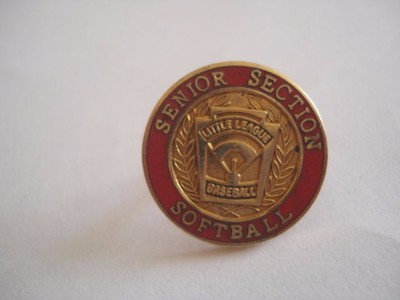 SENIOR SECTION
LITTLE LEAGUE
BASEBALL
SOFTBALL